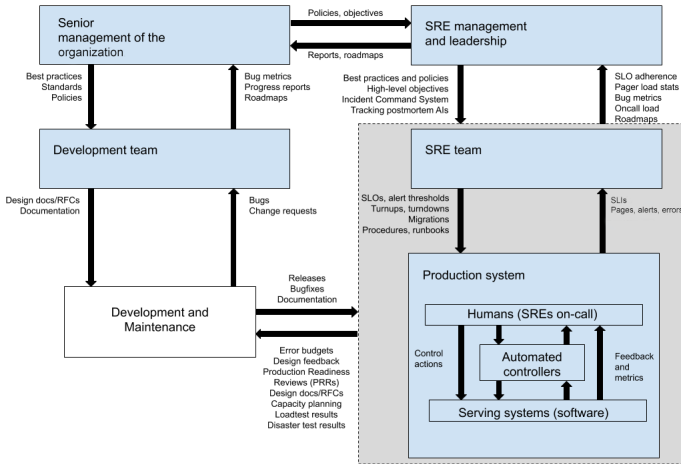 Senior
management of the
organization
Policies, objectives
Reports, roadmaps
SRE management
and leadership
Best practices
Standards
Policies
Bug metrics
Progress reports
Roadmaps
Best practices and policies
High-level objectives
Incident Command System
Tracking postmortem AIs
SLO adherence
Pager load stats
Bug metrics
Oncall load
Roadmaps
Development team
SRE team
Design docs/RFCs
Documentation
Bugs
Change requests
SLOs, alert thresholds
Turnups, turndowns
Migrations
Procedures, runbooks
SLIs
Pages, alerts, errors
Development and
Maintenance
Releases
Bugfixes
Documentation
Error budgets
Design feedback
Production Readiness
Reviews (PRRs)
Design docs/RFCs
Capacity planning
Loadtest results
Disaster test results
Production system
Humans (SREs on-call)
Control
actions
Automated
controllers
Feedback
and
metrics
Serving systems (software)